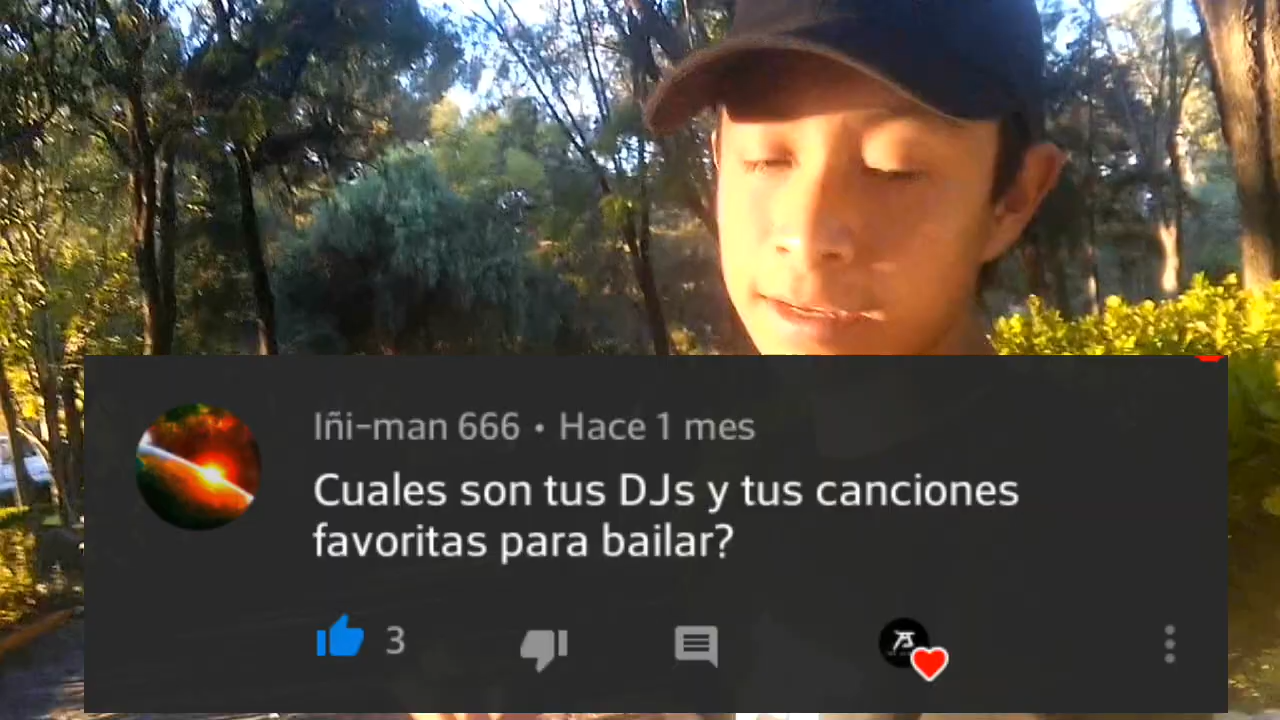 Iñi-man 666 • Hace 1 mes
Cuales son tus DJs y tus canciones
favoritas para bailar?
3